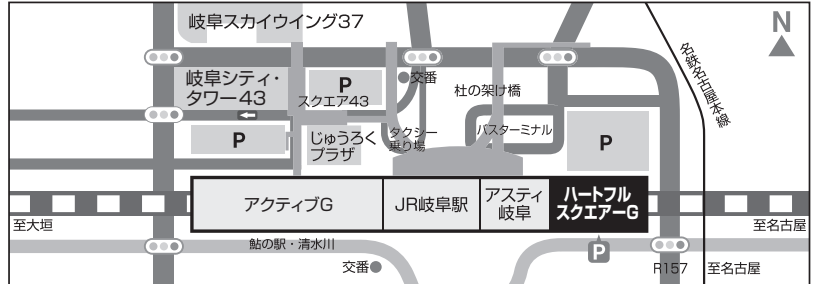 岐阜スカイウイング37
N
名鉄名古屋本線
岐阜シティ・
タワー43
P
スクエア43
交番
杜の架け橋
P
じゅうろく
プラザ
タクシー
乗り場
バスターミナル
P
アクティブG
JR岐阜駅
アスティ
岐阜
ハートフル
スクエアーG
至大垣
至名古屋
鮎の駅・清水川
交番
P
R157
至名古屋